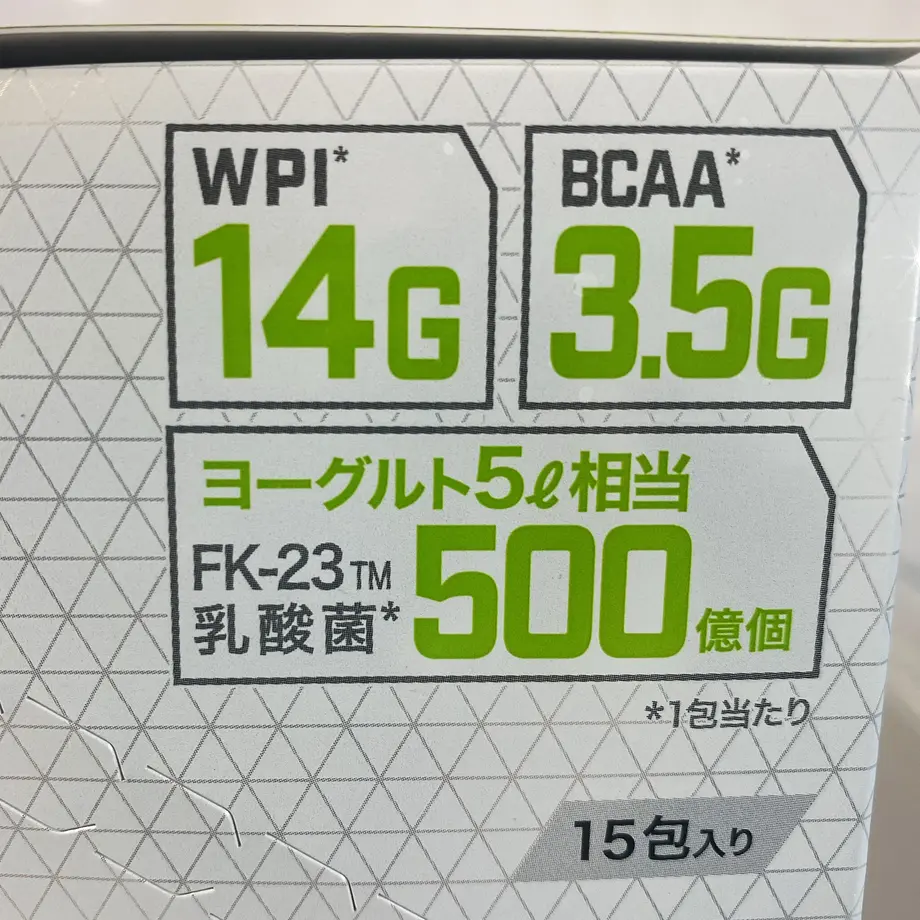 WPI*
14G
BCAA*
3.5G
ヨーグルト5ℓ相当
FK-23TM
乳酸菌*
500億個
*1包当たり
15包入り